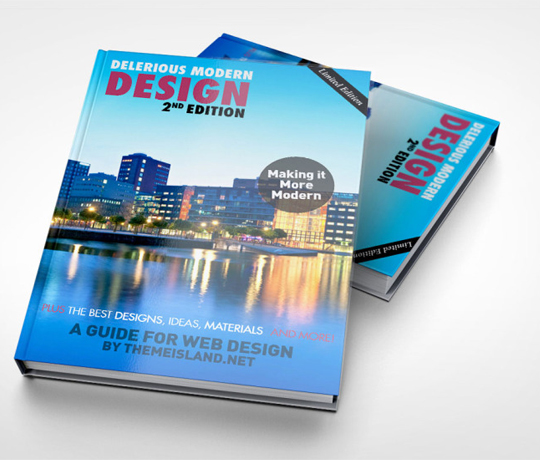 DELERIOUS MODERN
DESIGN
2ND EDITION
Limited Edition
Making it
More
Modern
PLUS THE BEST DESIGNS, IDEAS, MATERIALS AND MORE!
A GUIDE FOR WEB DESIGN
BY THEMEISLAND.NET
DELERIOUS MODERN
DESIGN
2ND EDITION
Limited Edition